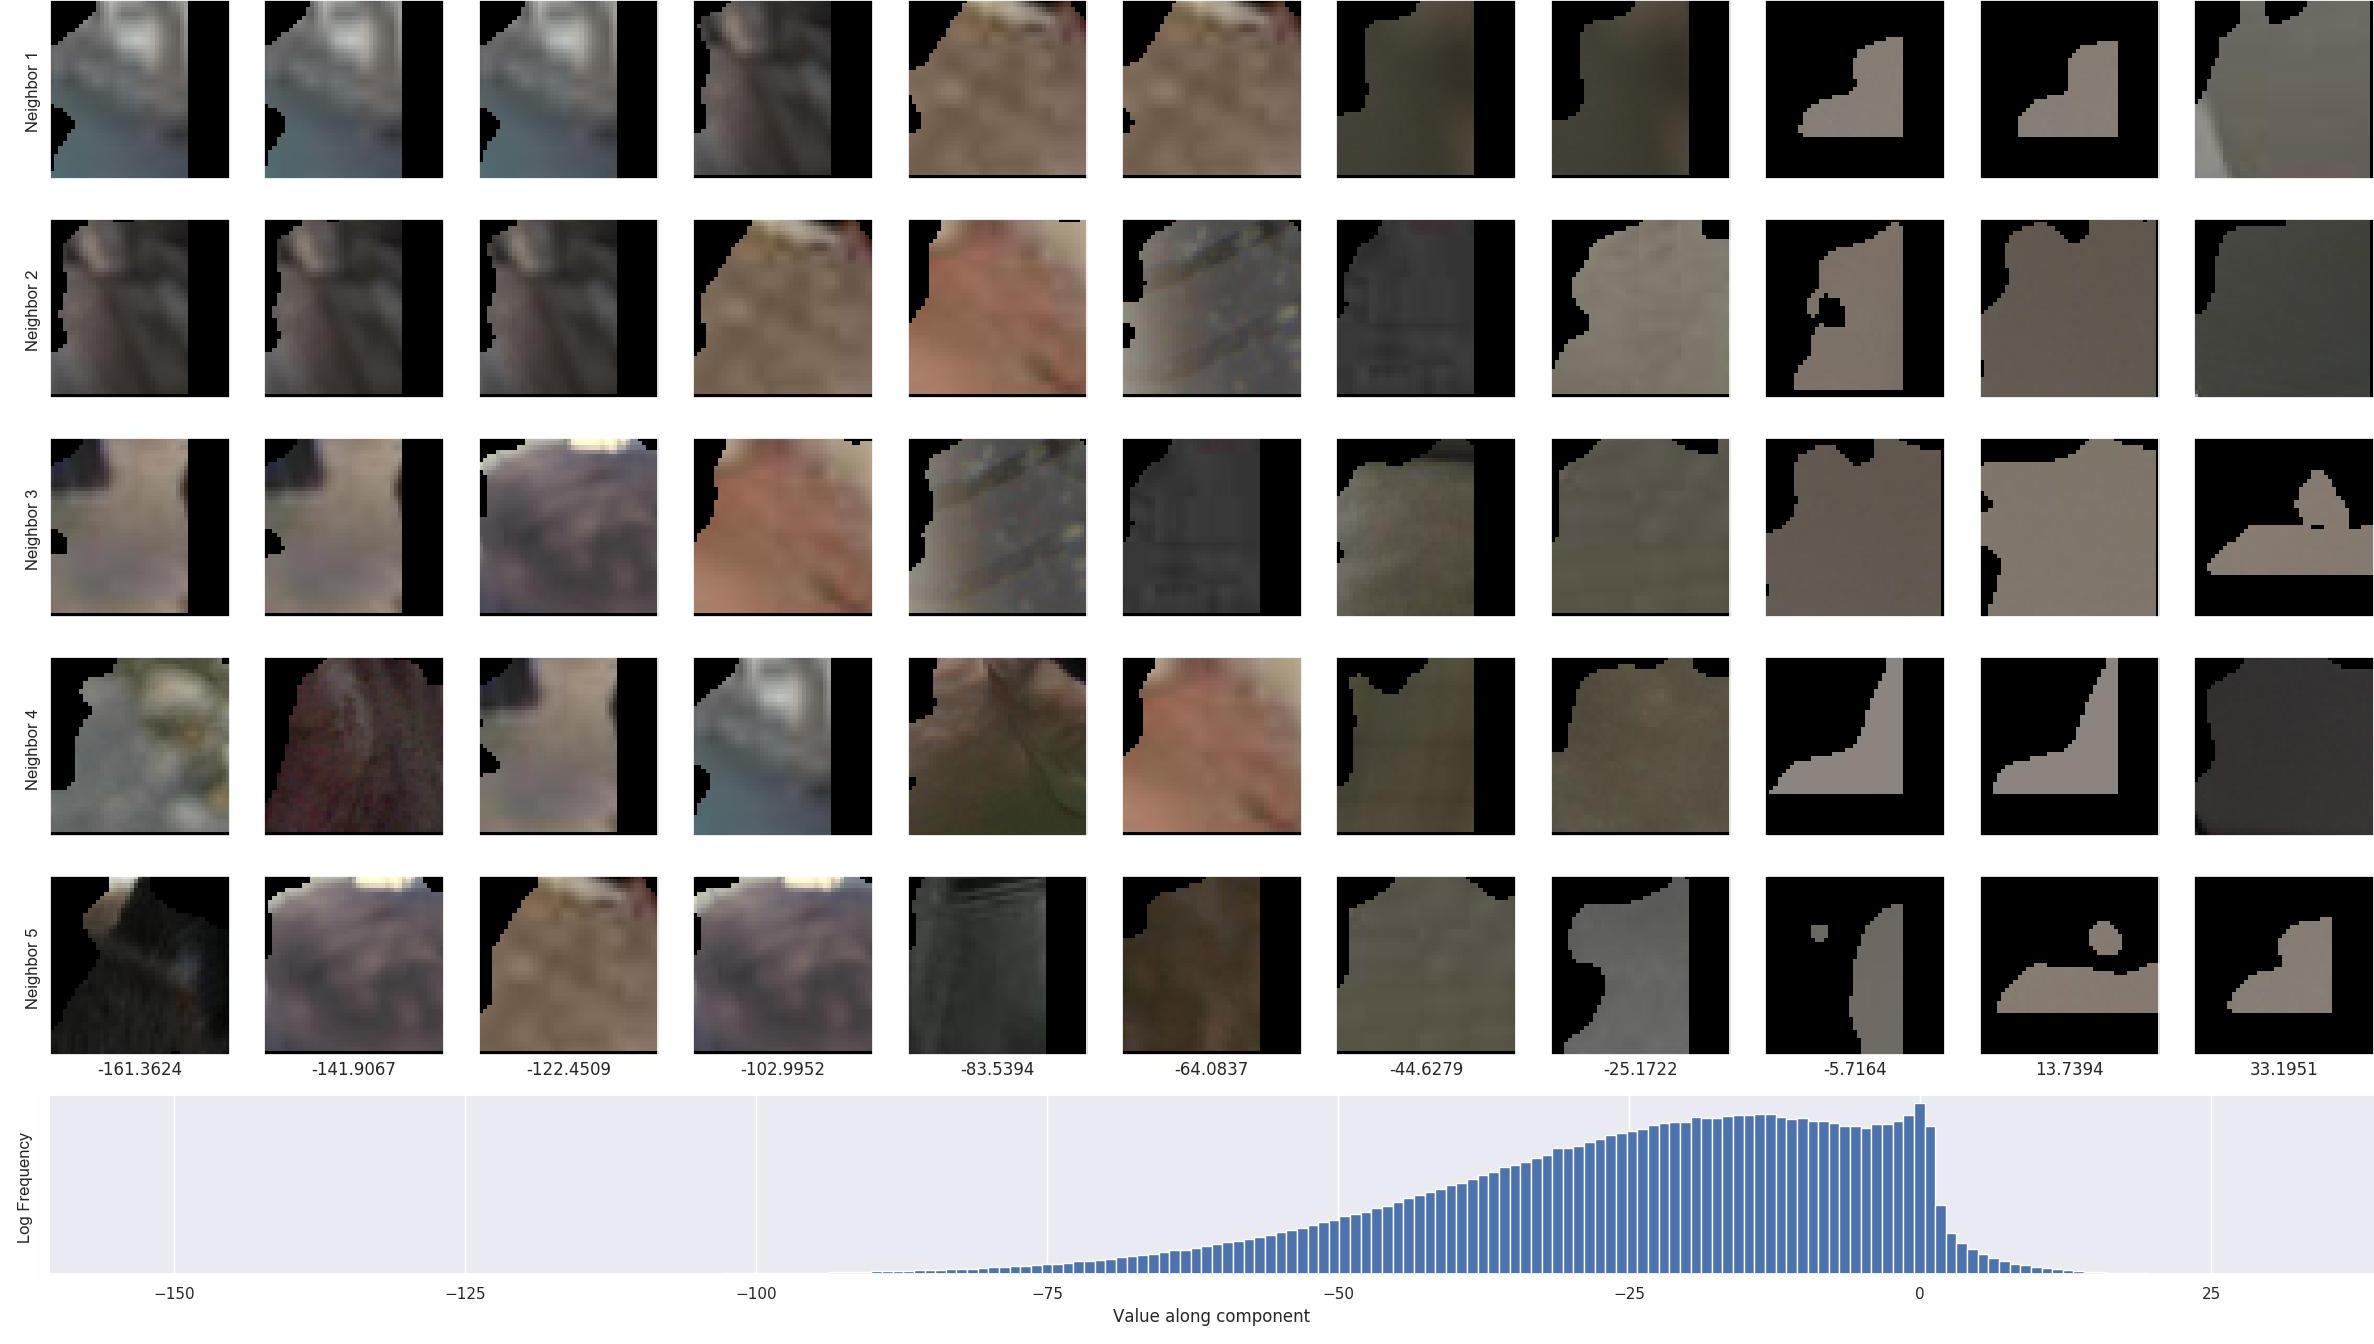 Neighbor 1
Neighbor 2
Neighbor 3
Neighbor 4
Neighbor 5
-161.3624 -141.9067 -122.4509 -102.9952 -83.5394 -64.0837 -44.6279 -25.1722 -5.7164 13.7394 33.1951
Log Frequency
−150 −125 −100 −75 −50 −25 0 25
Value along component